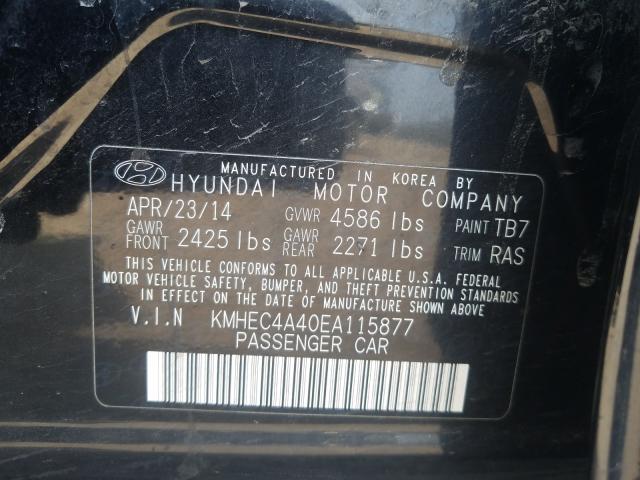 MANUFACTURED IN KOREA BY
HYUNDAI MOTOR COMPANY
APR/23/14 GVWR 4586 lbs PAINT TB7
GAWR FRONT 2425 lbs GAWR REAR 2271 lbs TRIM RAS
THIS VEHICLE CONFORMS TO ALL APPLICABLE U.S.A. FEDERAL
MOTOR VEHICLE SAFETY, BUMPER, AND THEFT PREVENTION STANDARDS
IN EFFECT ON THE DATE OF MANUFACTURE SHOWN ABOVE
V.I.N KMHEC4A40EA115877
PASSENGER CAR